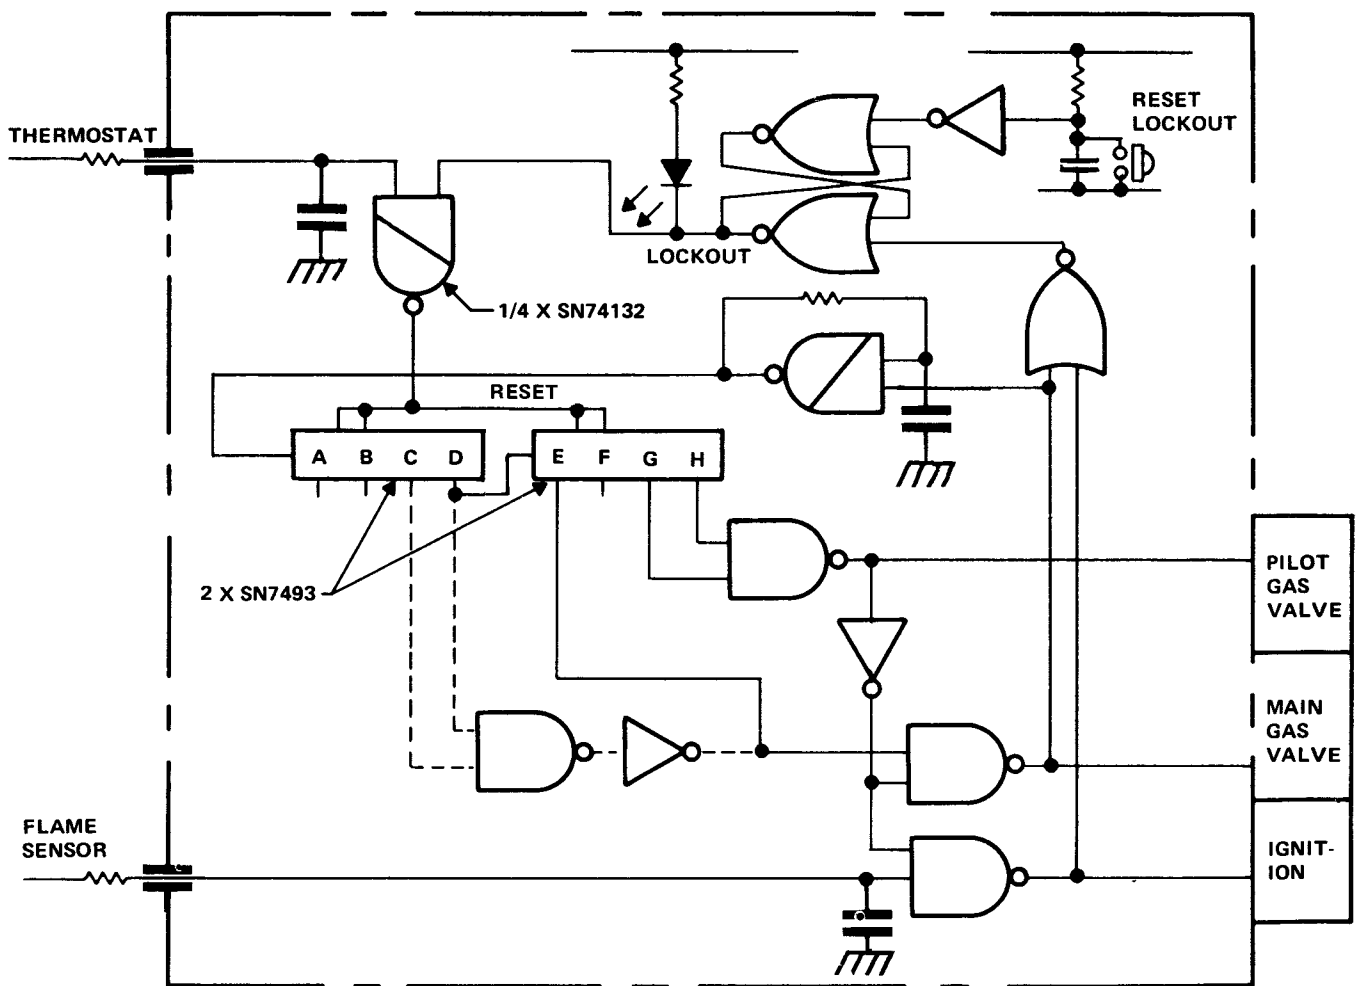 RESET
LOCKOUT
THERMOSTAT
LOCKOUT
1/4 X SN74132
RESET
A B C D
E F G H
2 X SN7493
PILOT
GAS
VALVE
MAIN
GAS
VALVE
FLAME
SENSOR
IGNIT-
ION